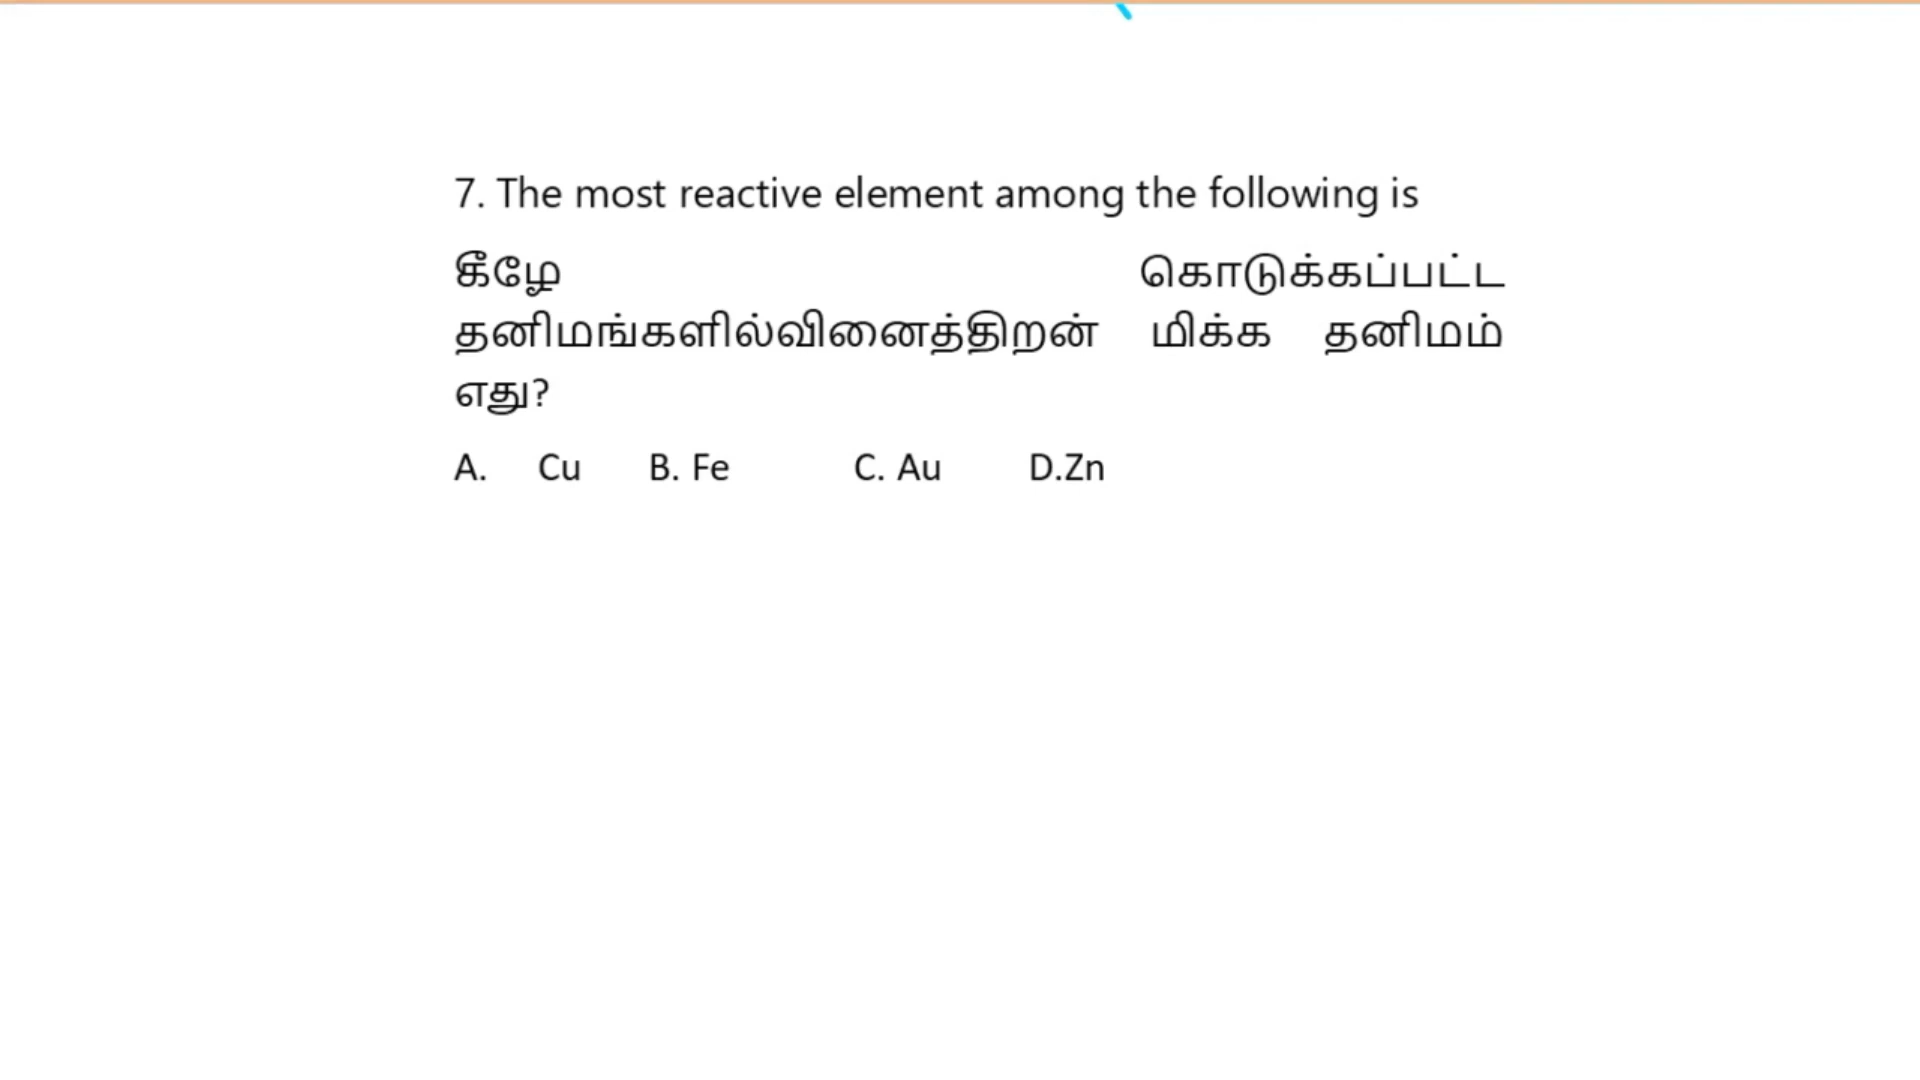 7. The most reactive element among the following is
கீழே கொடுக்கப்பட்ட
தனிமங்களில்வினைத்திறன் மிக்க தனிமம்
எது?
A. Cu B. Fe C. Au D.Zn